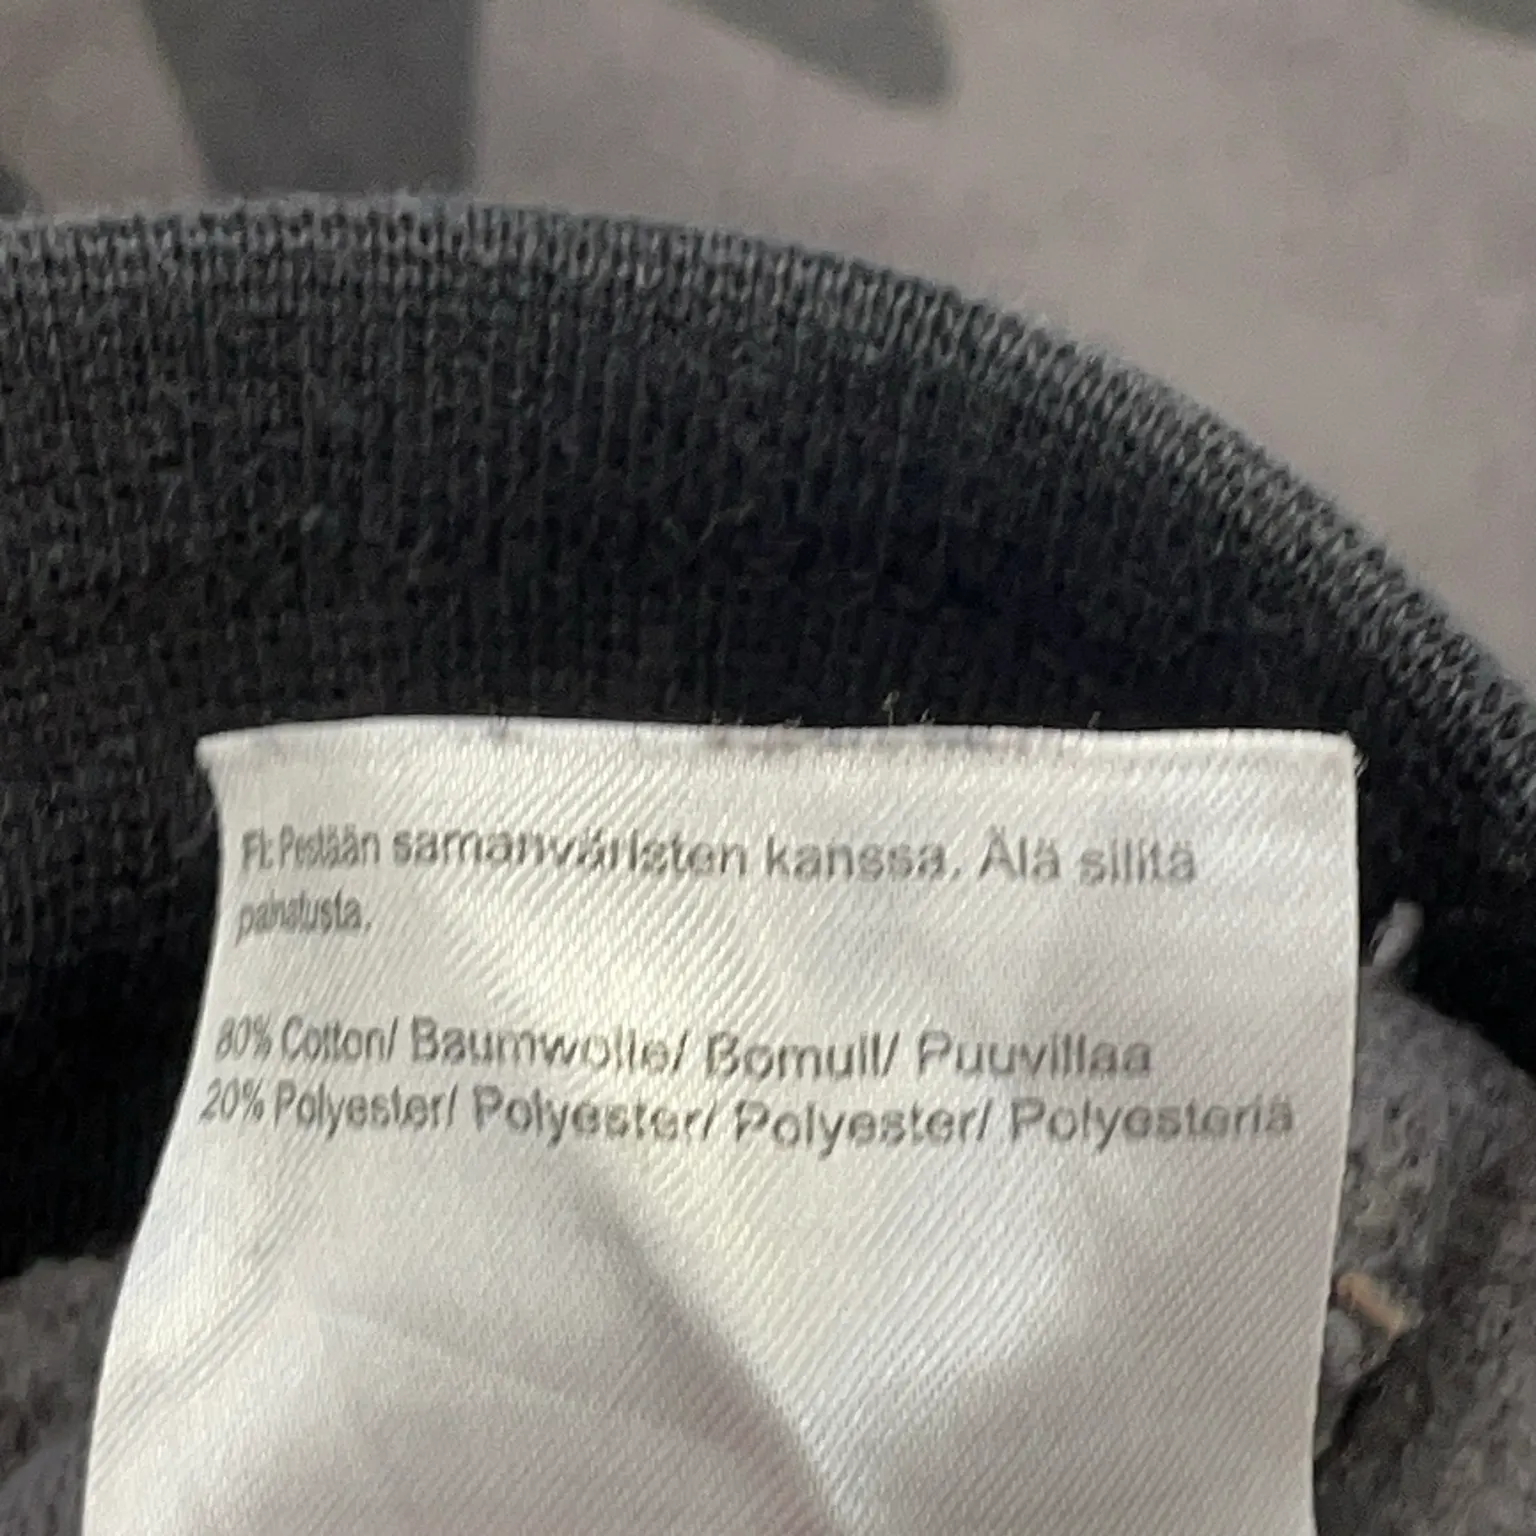 FI: Pestään samanväristen kanssa. Älä silitä
painatusta.
80% Cotton/ Baumwolle/ Bomull/ Puuvillaa
20% Polyester/ Polyester/ Polyester/ Polyesteriä